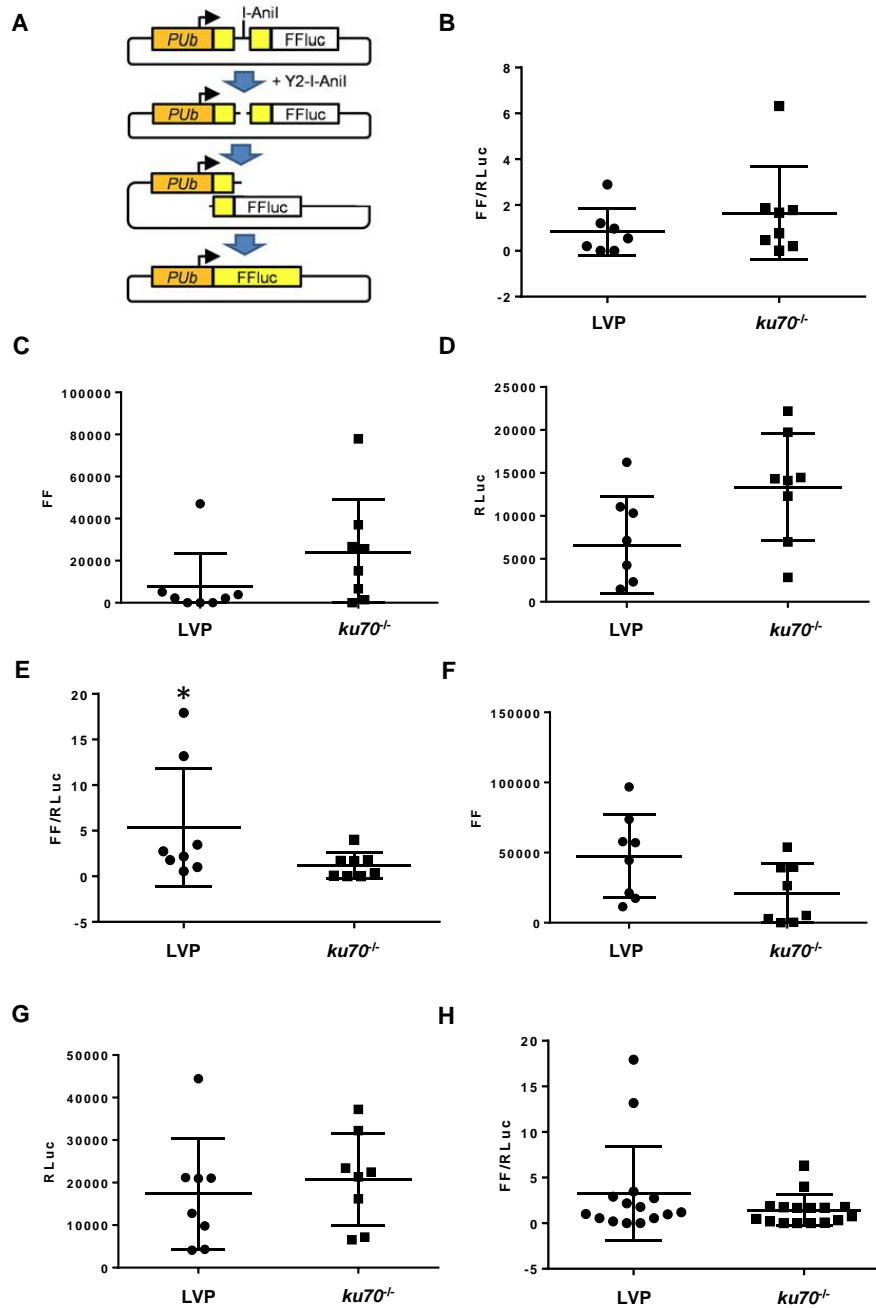 A
I-AniI
PUb
FFluc
+ Y2-I-AniI
PUb
FFluc
PUb
FFluc
PUb
FFluc
B
FF/RLuc
8
6
4
2
0
-2
LVP
ku70-/-
C
FF
100000
80000
60000
40000
20000
0
LVP
ku70-/-
D
RLuc
25000
20000
15000
10000
5000
0
LVP
ku70-/-
E
FF/RLuc
20
15
10
5
0
-5
*
LVP
ku70-/-
F
FF
150000
100000
50000
0
LVP
ku70-/-
G
RLuc
50000
40000
30000
20000
10000
0
LVP
ku70-/-
H
FF/RLuc
20
15
10
5
0
-5
LVP
ku70-/-